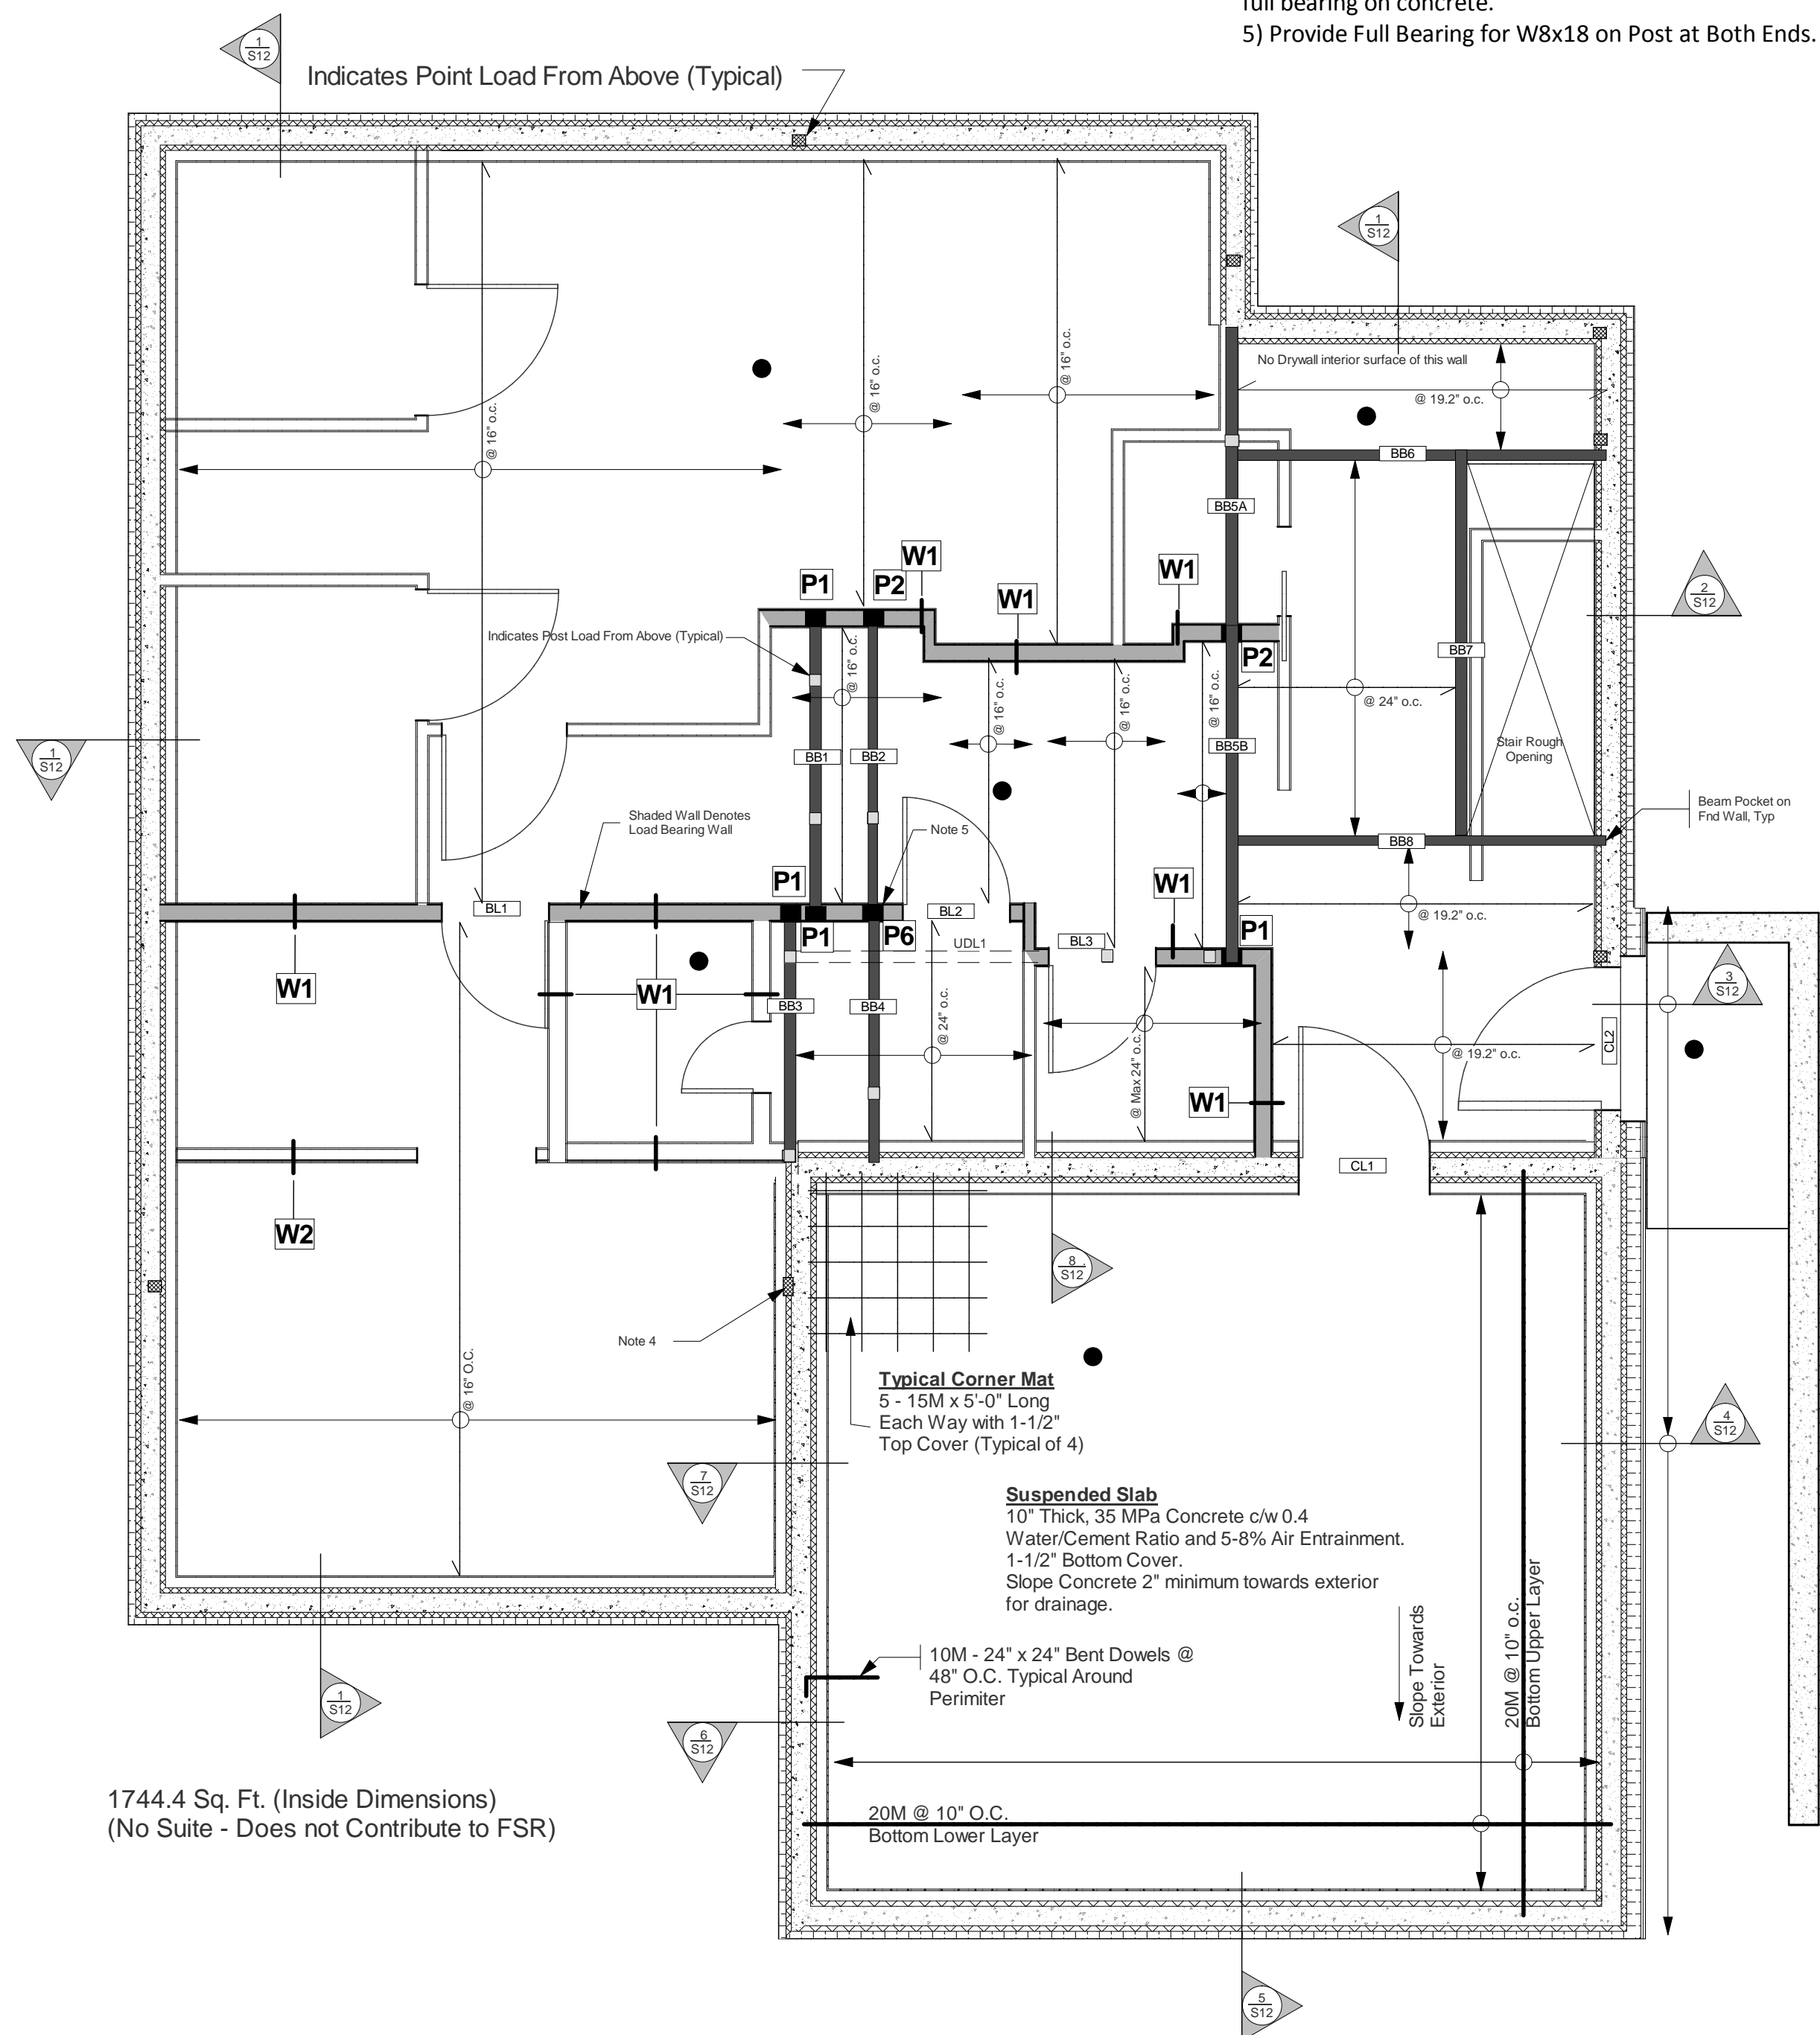 full bearing on concrete.
5) Provide Full Bearing for W8x18 on Post at Both Ends.
1
S12
Indicates Point Load From Above (Typical)
1
S12
No Drywall interior surface of this wall
@ 19.2" o.c.
@ 16" o.c.
@ 16" o.c.
@ 16" o.c.
BB6
BB5A
W1
W1
W1
P1
P2
2
S12
Indicates Post Load From Above (Typical)
@ 16" o.c.
P2
BB7
@ 16" o.c.
@ 16" o.c.
@ 16" o.c.
@ 24" o.c.
1
S12
BB1
BB2
BB5B
Stair Rough
Opening
Shaded Wall Denotes
Load Bearing Wall
Note 5
Beam Pocket on
Fnd Wall, Typ
BB8
P1
W1
BL1
BL2
@ 19.2" o.c.
P1
P6
UDL1
BL3
P1
W1
W1
BB3
BB4
@ 24" o.c.
3
S12
CL2
@ 19.2" o.c.
@ Max 24" o.c.
W1
CL1
W2
8
S12
Note 4
@ 16" O.C.
Typical Corner Mat
5 - 15M x 5'-0" Long
Each Way with 1-1/2"
Top Cover (Typical of 4)
4
S12
7
S12
Suspended Slab
10" Thick, 35 MPa Concrete c/w 0.4
Water/Cement Ratio and 5-8% Air Entrainment.
1-1/2" Bottom Cover.
Slope Concrete 2" minimum towards exterior
for drainage.
Slope Towards
Exterior
20M @ 10" o.c.
Bottom Upper Layer
10M - 24" x 24" Bent Dowels @
48" O.C. Typical Around
Perimiter
1
S12
6
S12
1744.4 Sq. Ft. (Inside Dimensions)
(No Suite - Does not Contribute to FSR)
20M @ 10" O.C.
Bottom Lower Layer
5
S12